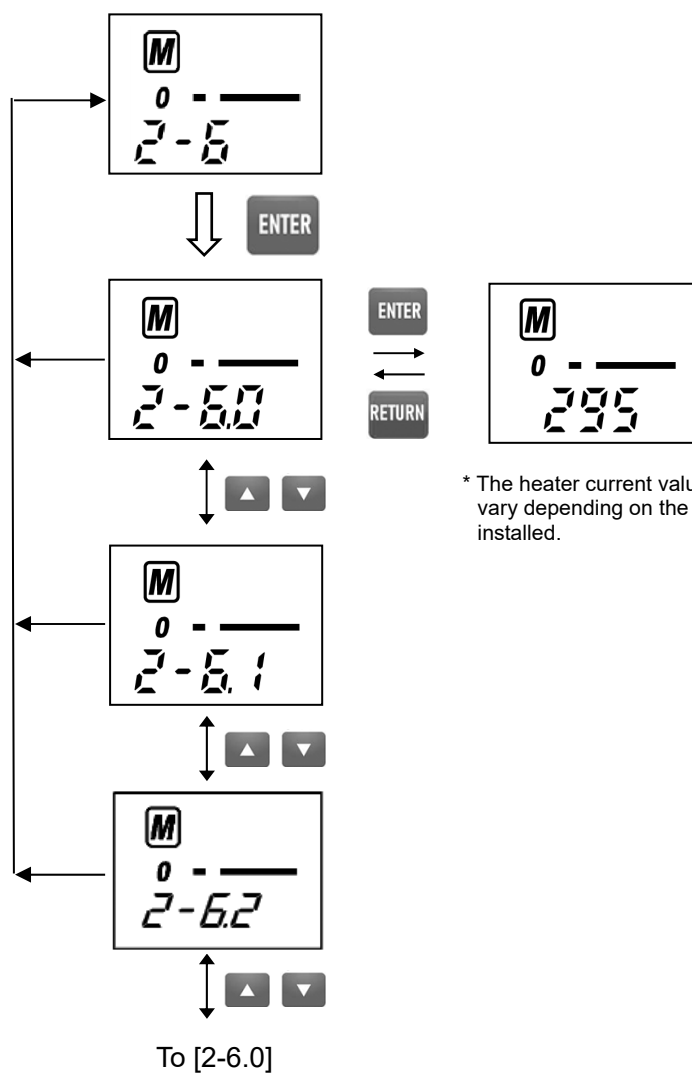 M
0
2-6
ENTER
M
0
2-6.0
ENTER
RETURN
M
0
295
* The heater current
vary depending on the
installed.
M
0
2-6.1
M
0
2-6.2
To [2-6.0]